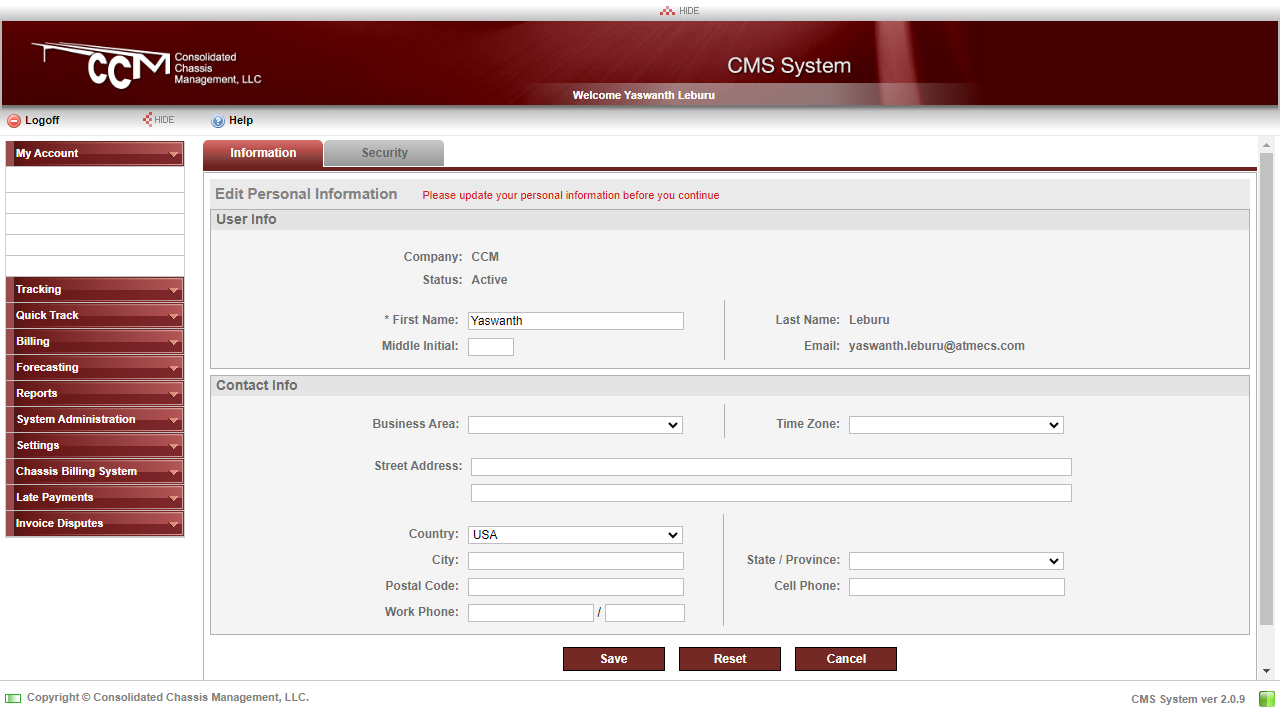 HIDE
CCM Consolidated Chassis Management, LLC
CMS System
Welcome Yaswanth Leburu
Logoff
HIDE
Help
My Account
Tracking
Quick Track
Billing
Forecasting
Reports
System Administration
Settings
Chassis Billing System
Late Payments
Invoice Disputes
Information Security
Edit Personal Information Please update your personal information before you continue
User Info
Company: CCM
Status: Active
* First Name: Yaswanth Last Name: Leburu
Middle Initial: Email: yaswanth.leburu@atmecs.com
Contact Info
Business Area: Time Zone:
Street Address:
Country: USA
City: State / Province:
Postal Code: Cell Phone:
Work Phone: /
Save Reset Cancel
Copyright © Consolidated Chassis Management, LLC. CMS System ver 2.0.9